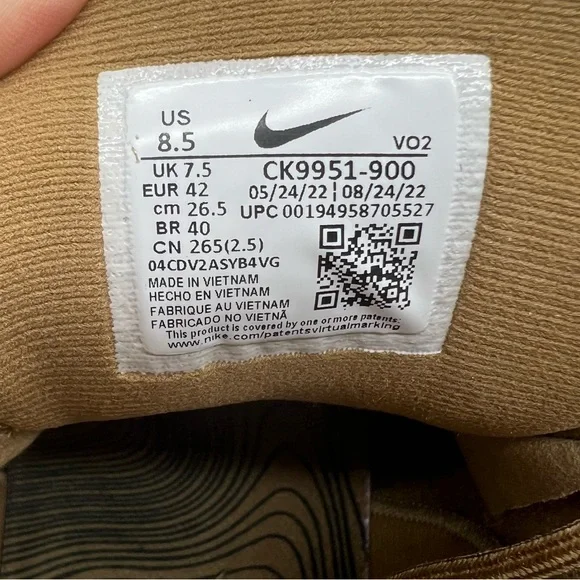 US
8.5
VO2
UK 7.5
CK9951-900
EUR 42
05/24/22 | 08/24/22
cm 26.5
UPC 00194958705527
BR 40
CN 265(2.5)
04CDV2ASYB4VG
MADE IN VIETNAM
HECHO EN VIETNAM
FABRIQUE AU VIETNAM
FABRICADO NO VIETNÃ
This product is covered by one or more patents:
www.nike.com/patentsvirtualmarking